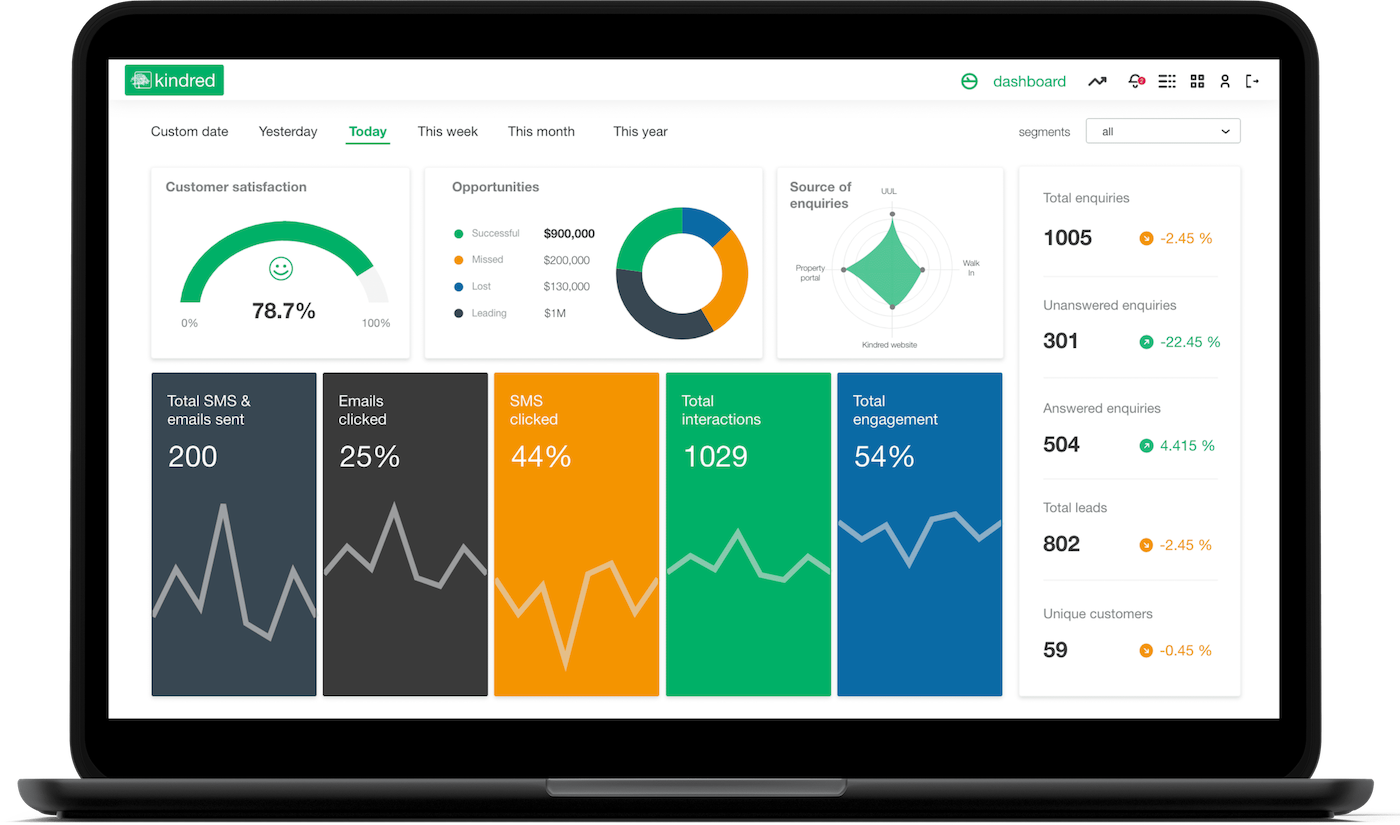 kindred
dashboard
2
Custom date Yesterday Today This week This month This year
segments all
Customer satisfaction
78.7%
0% 100%
Opportunities
Successful $900,000
Missed $200,000
Lost $130,000
Leading $1M
Source of
enquiries
UUL
Property
portal
Walk
In
Kindred website
Total enquiries
1005 -2.45 %
Unanswered enquiries
301 -22.45 %
Answered enquiries
504 4.415 %
Total leads
802 -2.45 %
Unique customers
59 -0.45 %
Total SMS &
emails sent
200
Emails
clicked
25%
SMS
clicked
44%
Total
interactions
1029
Total
engagement
54%